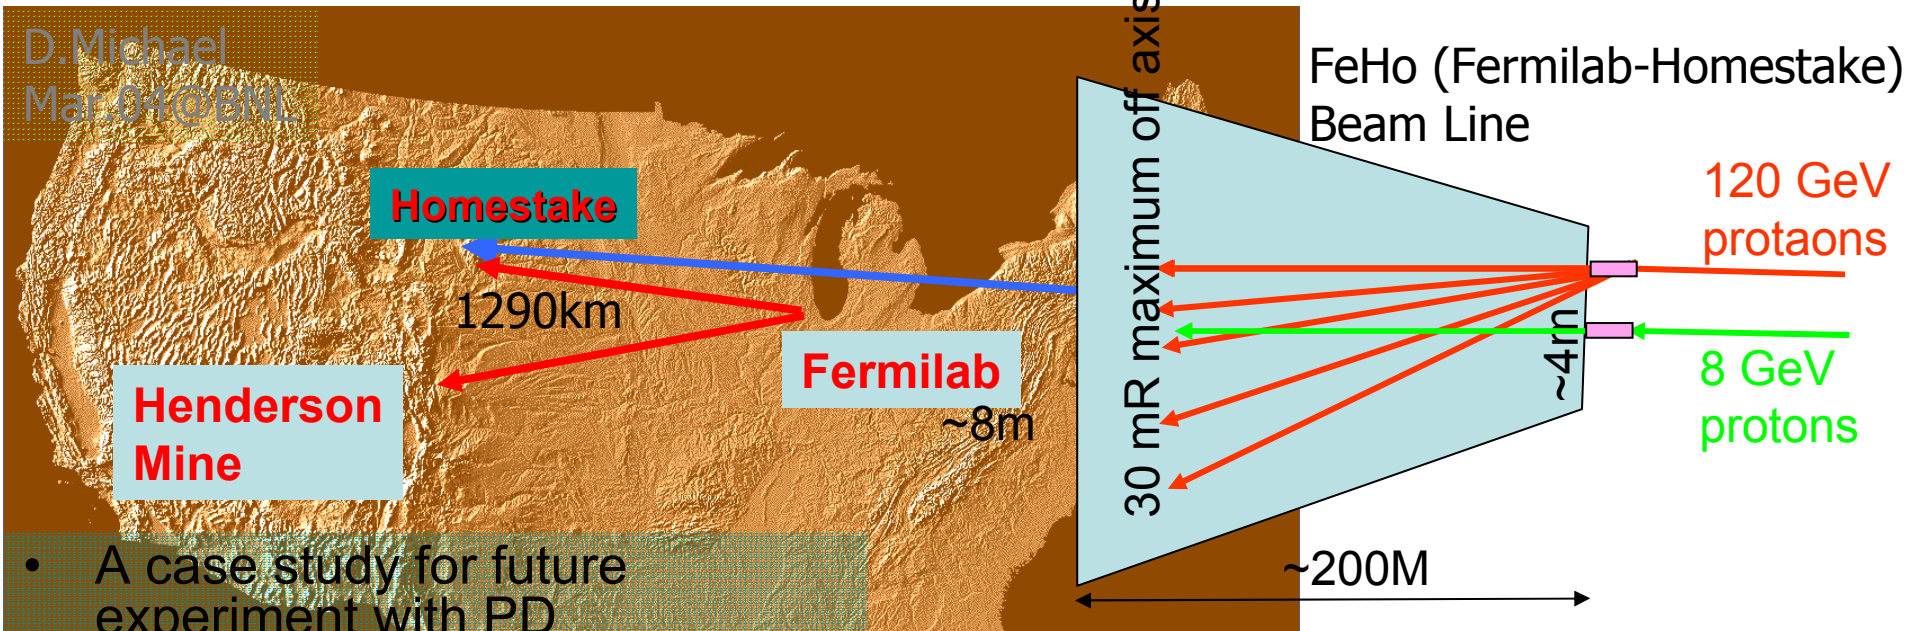 D.Michael
Mar.04@BNL
Homestake
1290km
Fermilab
Henderson
Mine
~8m
• A case study for future
experiment with PD
30 mR maximum off axis
FeHo (Fermilab-Homestake)
Beam Line
120 GeV
protaons
~4m
8 GeV
protons
~200M